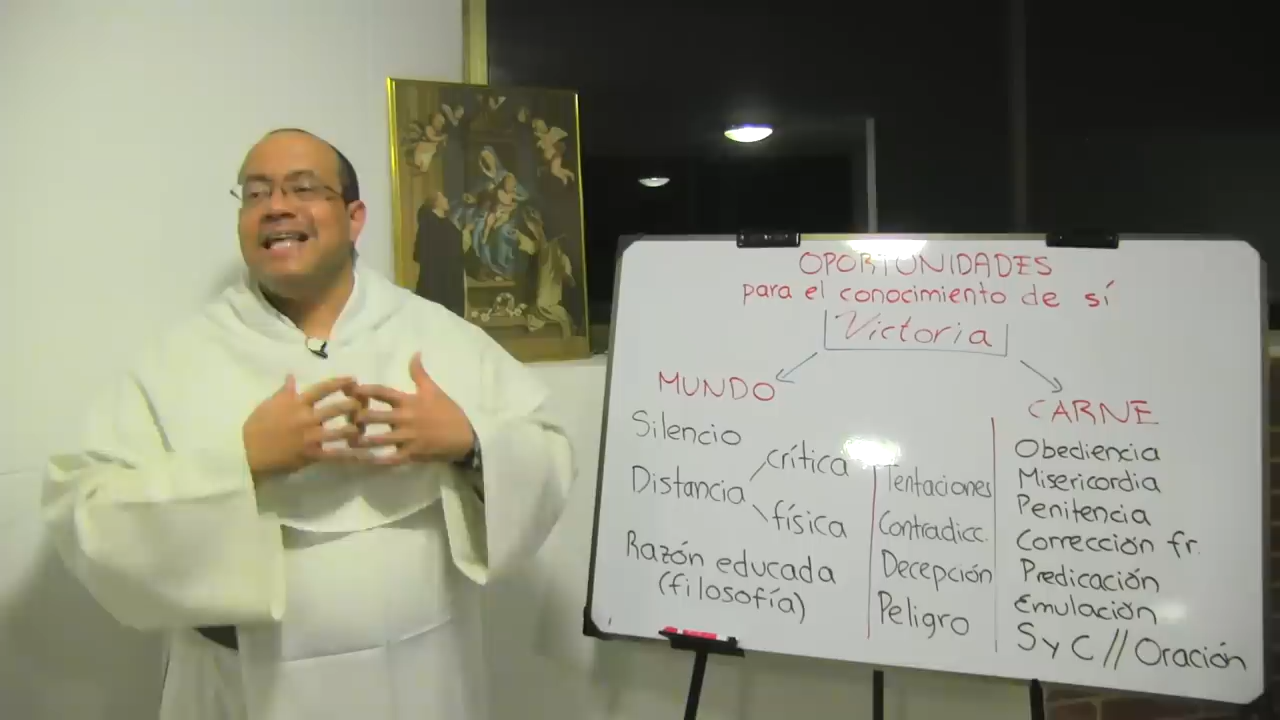 OPORTUNIDADES
para el conocimiento de sí
Victoria
MUNDO
Silencio
Distancia
crítica
física
Razón educada
(filosofía)
Tentaciones
Contradicc.
Decepción
Peligro
CARNE
Obediencia
Misericordia
Penitencia
Corrección fr.
Predicación
Emulación
S y C // Oración